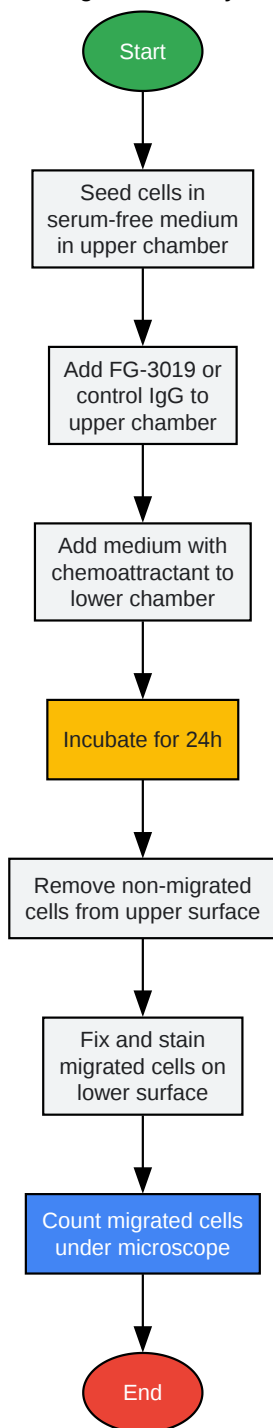 Start
Seed cells in
serum-free medium
in upper chamber
Add FG-3019 or
control IgG to
upper chamber
Add medium with
chemoattractant to
lower chamber
Incubate for 24h
Remove non-migrated
cells from upper surface
Fix and stain
migrated cells on
lower surface
Count migrated cells
under microscope
End